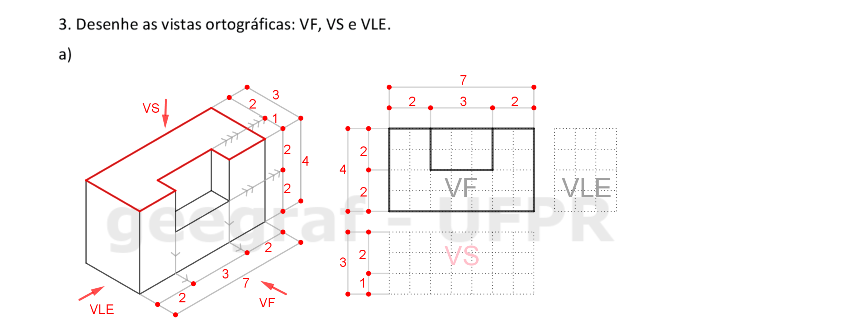 3. Desenhe as vistas ortográficas: VF, VS e VLE.
a)
VS
3
2
1
2
4
2
2
3
7
2
VLE
VF
7
2 3 2
2
4
2
VF
VLE
geegraf - UFPR
VS
2
3
1